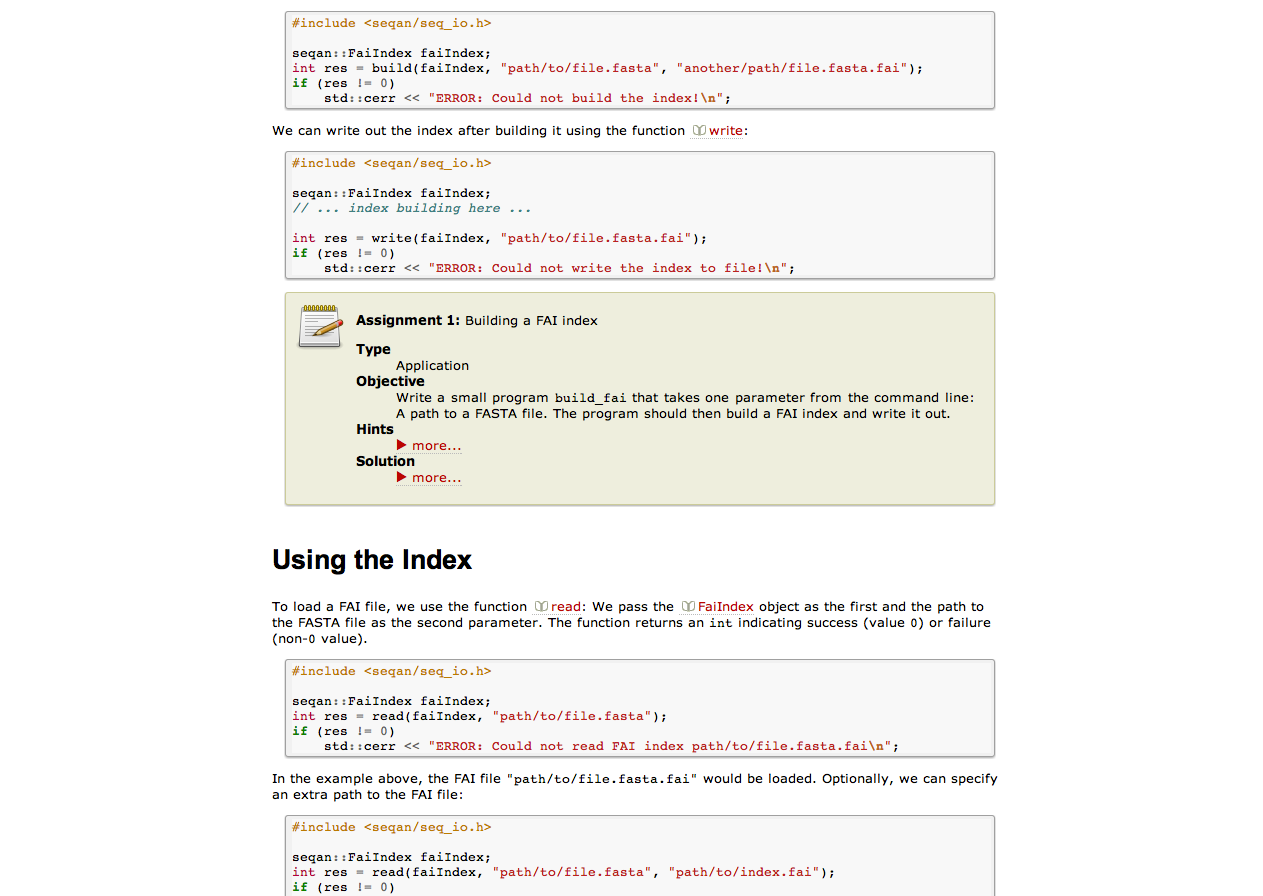 #include <seqan/seq_io.h>
seqan::FaiIndex faiIndex;
int res = build(faiIndex, "path/to/file.fasta", "another/path/file.fasta.fai");
if (res != 0)
    std::cerr << "ERROR: Could not build the index!\n";
We can write out the index after building it using the function write:
#include <seqan/seq_io.h>
seqan::FaiIndex faiIndex;
// ... index building here ...
int res = write(faiIndex, "path/to/file.fasta.fai");
if (res != 0)
    std::cerr << "ERROR: Could not write the index to file!\n";
Assignment 1: Building a FAI index
Type
Application
Objective
Write a small program build_fai that takes one parameter from the command line:
A path to a FASTA file. The program should then build a FAI index and write it out.
Hints
▶ more...
Solution
▶ more...
Using the Index
To load a FAI file, we use the function read: We pass the FaiIndex object as the first and the path to
the FASTA file as the second parameter. The function returns an int indicating success (value 0) or failure
(non-0 value).
#include <seqan/seq_io.h>
seqan::FaiIndex faiIndex;
int res = read(faiIndex, "path/to/file.fasta");
if (res != 0)
    std::cerr << "ERROR: Could not read FAI index path/to/file.fasta.fai\n";
In the example above, the FAI file "path/to/file.fasta.fai" would be loaded. Optionally, we can specify
an extra path to the FAI file:
#include <seqan/seq_io.h>
seqan::FaiIndex faiIndex;
int res = read(faiIndex, "path/to/file.fasta", "path/to/index.fai");
if (res != 0)